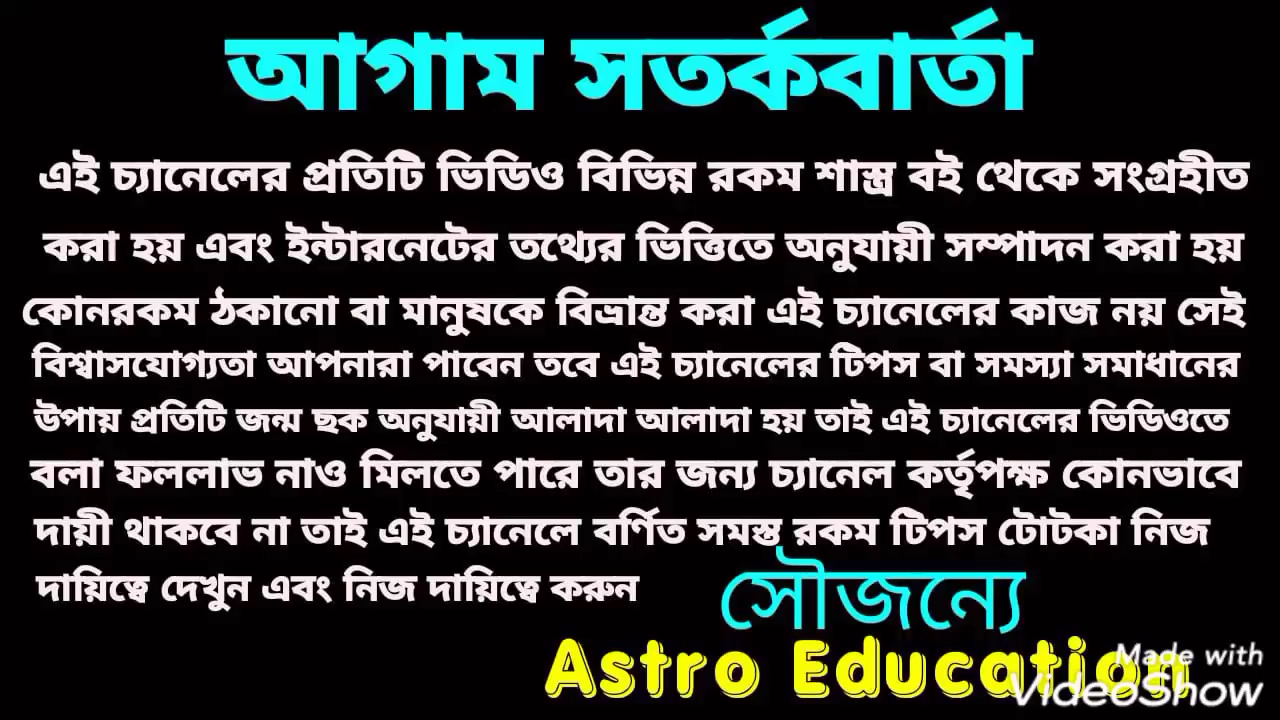 আগাম সতর্কবার্তা
এই চ্যানেলের প্রতিটি ভিডিও বিভিন্ন রকম শাস্ত্র বই থেকে সংগ্রহীত
করা হয় এবং ইন্টারনেটের তথ্যের ভিত্তিতে অনুযায়ী সম্পাদন করা হয়
কোনরকম ঠকানো বা মানুষকে বিভ্রান্ত করা এই চ্যানেলের কাজ নয় সেই
বিশ্বাসযোগ্যতা আপনারা পাবেন তবে এই চ্যানেলের টিপস বা সমস্যা সমাধানের
উপায় প্রতিটি জন্ম ছক অনুযায়ী আলাদা আলাদা হয় তাই এই চ্যানেলের ভিডিওতে
বলা ফললাভ নাও মিলতে পারে তার জন্য চ্যানেল কর্তৃপক্ষ কোনভাবে
দায়ী থাকবে না তাই এই চ্যানেলে বর্ণিত সমস্ত রকম টিপস টোটকা নিজ
দায়িত্বে দেখুন এবং নিজ দায়িত্বে করুন
সৌজন্যে
Astro Education
Made with
VideoShow